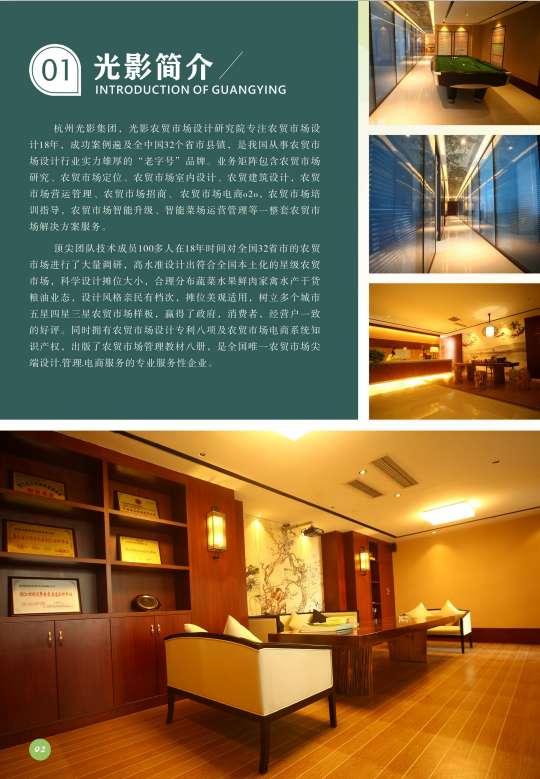 01 光影简介
INTRODUCTION OF GUANGYING
杭州光影集团，光影农贸市场设计研究院专注农贸市场设
计18年，成功案例遍及全中国32个省市县镇，是我国从事农贸市
场设计行业实力雄厚的“老字号”品牌。业务矩阵包含农贸市场
研究、农贸市场定位、农贸市场室内设计、农贸建筑设计，农贸
市场营运管理、农贸市场招商、农贸市场电商o2o，农贸市场培
训指导，农贸市场智能升级、智能菜场运营管理等一整套农贸市
场解决方案服务。
顶尖团队技术成员100多人在18年时间对全国32省市的农贸
市场进行了大量调研，高水准设计出符合全国本土化的星级农贸
市场，科学设计摊位大小，合理分布蔬菜水果鲜肉家禽水产干货
粮油业态，设计风格亲民有档次，摊位美观适用，树立多个城市
五星四星三星农贸市场样板，赢得了政府，消费者，经营户一致
的好评。同时拥有农贸市场设计专利八项及农贸市场电商系统知
识产权，出版了农贸市场管理教材八册，是全国唯一农贸市场尖
端设计.管理.电商服务的专业服务性企业。
02